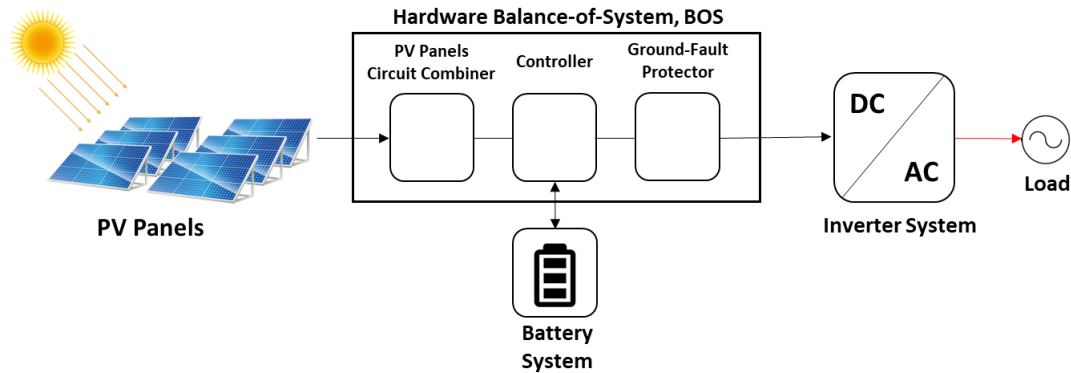 Hardware Balance-of-System, BOS
PV Panels
Circuit Combiner
Controller
Ground-Fault
Protector
DC
AC
PV Panels
Battery
System
Inverter System
Load